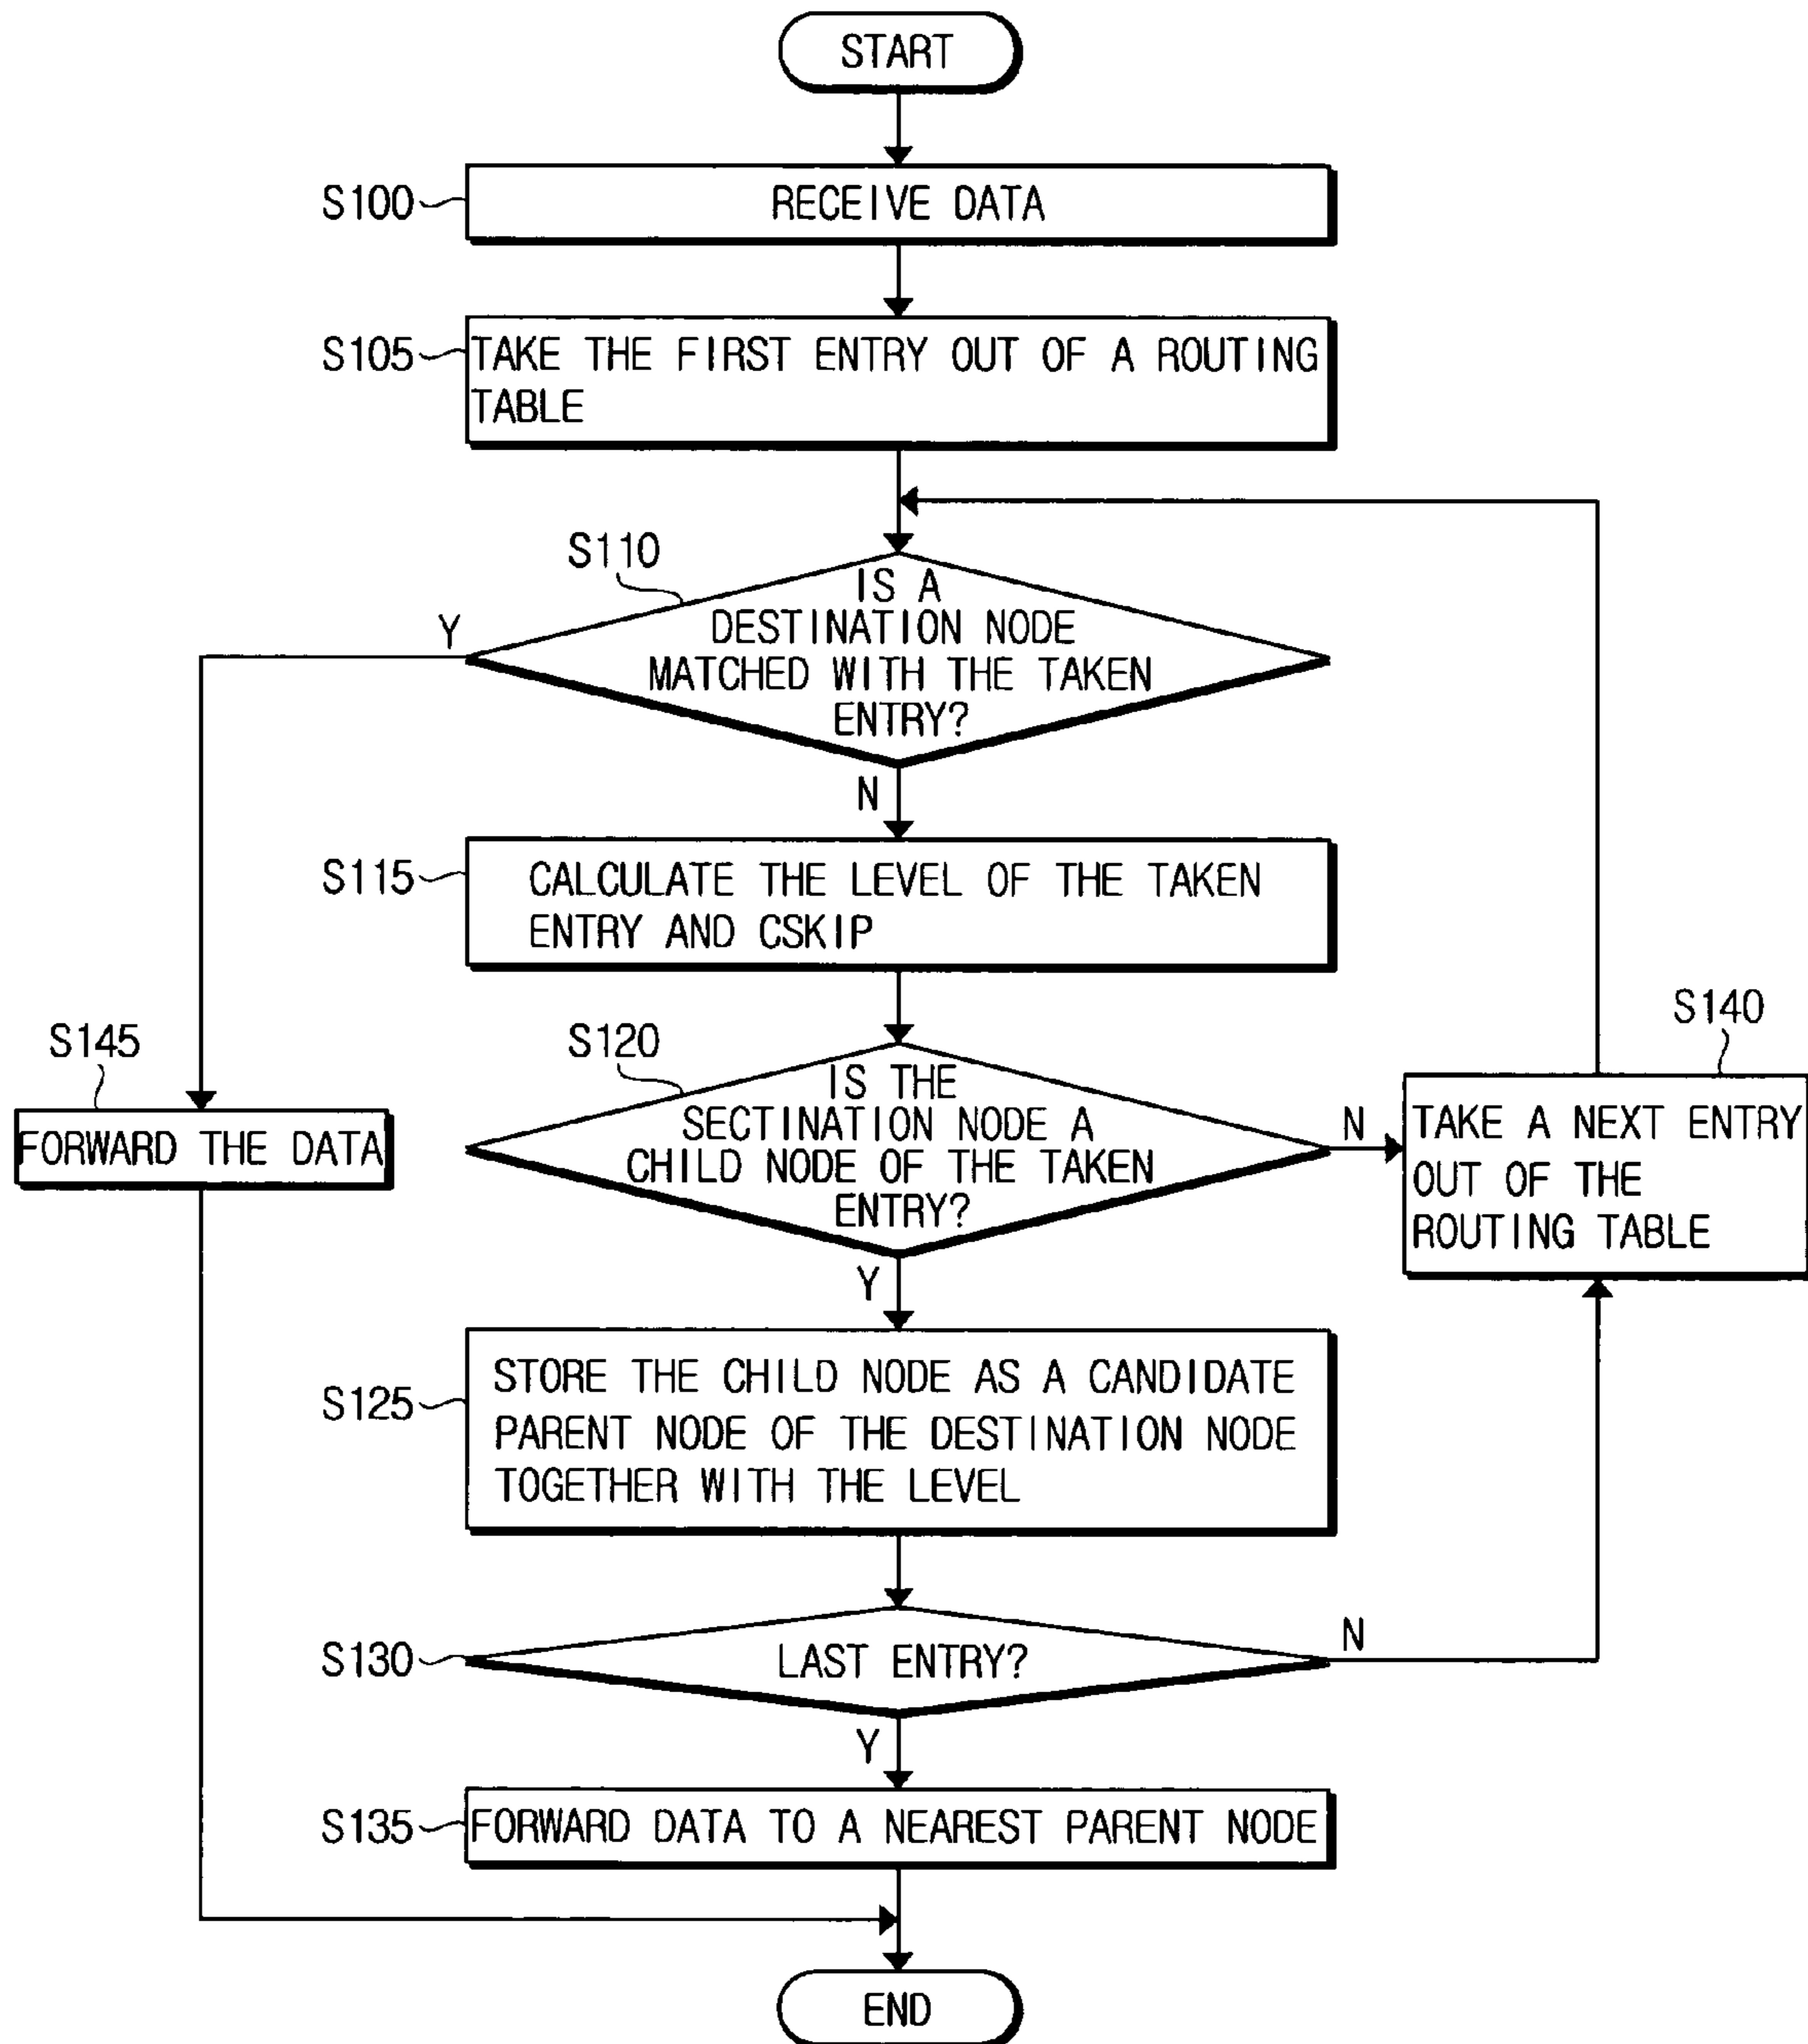 START
S100
RECEIVE DATA
S105
TAKE THE FIRST ENTRY OUT OF A ROUTING
TABLE
S110
IS A
DESTINATION NODE
MATCHED WITH THE TAKEN
ENTRY?
Y
N
S115
CALCULATE THE LEVEL OF THE TAKEN
ENTRY AND CSKIP
S145
FORWARD THE DATA
S120
IS THE
SECTINATION NODE A
CHILD NODE OF THE TAKEN
ENTRY?
N
Y
S140
TAKE A NEXT ENTRY
OUT OF THE
ROUTING TABLE
S125
STORE THE CHILD NODE AS A CANDIDATE
PARENT NODE OF THE DESTINATION NODE
TOGETHER WITH THE LEVEL
S130
LAST ENTRY?
N
Y
S135
FORWARD DATA TO A NEAREST PARENT NODE
END